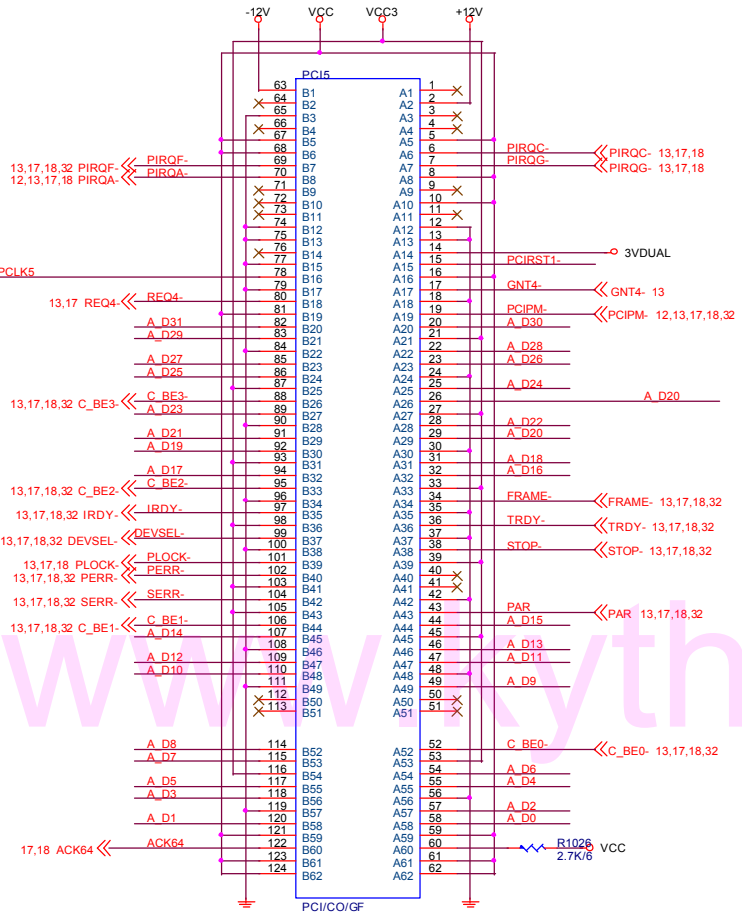 -12V VCC VCC3 +12V
PCI5
63 B1 A1 1
64 B2 A2 2
65 B3 A3 3
66 B4 A4 4
67 B5 A5 5
68 B6 A6 6 PIRQC- PIRQC- 13,17,18
13,17,18,32 PIRQF- PIRQF- 69 B7 A7 7 PIRQG- PIRQG- 13,17,18
12,13,17,18 PIRQA- PIRQA- 70 B8 A8 8
71 B9 A9 9
72 B10 A10 10
73 B11 A11 11
74 B12 A12 12
75 B13 A13 13
76 B14 A14 14 3VDUAL
77 B15 A15 15 PCIRST1-
PCLK5 78 B16 A16 16
79 B17 A17 17 GNT4- GNT4- 13
13,17 REQ4- REQ4- 80 B18 A18 18
81 B19 A19 19 PCIPM- PCIPM- 12,13,17,18,32
A_D31 82 B20 A20 20 A_D30
A_D29 83 B21 A21 21
84 B22 A22 22 A_D28
A_D27 85 B23 A23 23 A_D26
A_D25 86 B24 A24 24
87 B25 A25 25 A_D24
13,17,18,32 C_BE3- C_BE3- 88 B26 A26 26 A_D20
A_D23 89 B27 A27 27
90 B28 A28 28 A_D22
A_D21 91 B29 A29 29 A_D20
A_D19 92 B30 A30 30
93 B31 A31 31 A_D18
A_D17 94 B32 A32 32 A_D16
13,17,18,32 C_BE2- C_BE2- 95 B33 A33 33
96 B34 A34 34 FRAME- FRAME- 13,17,18,32
13,17,18,32 IRDY- IRDY- 97 B35 A35 35
98 B36 A36 36 TRDY- TRDY- 13,17,18,32
13,17,18,32 DEVSEL- DEVSEL- 99 B37 A37 37
100 B38 A38 38 STOP- STOP- 13,17,18,32
13,17,18 PLOCK- PLOCK- 101 B39 A39 39
13,17,18,32 PERR- PERR- 102 B40 A40 40
103 B41 A41 41
13,17,18,32 SERR- SERR- 104 B42 A42 42
105 B43 A43 43 PAR PAR 13,17,18,32
13,17,18,32 C_BE1- C_BE1- 106 B44 A44 44 A_D15
A_D14 107 B45 A45 45
108 B46 A46 46 A_D13
A_D12 109 B47 A47 47 A_D11
A_D10 110 B48 A48 48
111 B49 A49 49 A_D9
112 B50 A50 50
113 B51 A51 51
www.kyth
A_D8 114 B52 A52 52 C_BE0- C_BE0- 13,17,18,32
A_D7 115 B53 A53 53
116 B54 A54 54 A_D6
A_D5 117 B55 A55 55 A_D4
A_D3 118 B56 A56 56
119 B57 A57 57 A_D2
A_D1 120 B58 A58 58 A_D0
121 B59 A59 59
17,18 ACK64 ACK64 122 B60 A60 60 R1026 VCC
123 B61 A61 61 2.7K/6
124 B62 A62 62
PCI/CO/GF